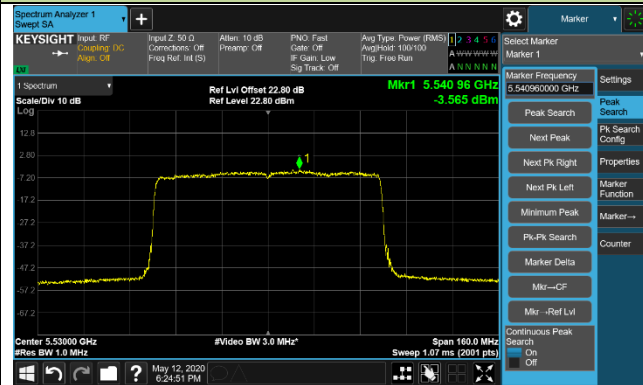 Spectrum Analyzer 1
Swept SA
+
Marker
KEYSIGHT
Input: RF
Coupling: DC
Align: Off
Input Z: 50 Ω
Corrections: Off
Freq Ref: Int (S)
Atten: 10 dB
Preamp: Off
PNO: Fast
Gate: Off
IF Gain: Low
Sig Track: Off
Avg Type: Power (RMS)
Avg|Hold: 100/100
Trig: Free Run
1 2 3 4 5 6
A W W W W W
A N N N N N
LXI
Select Marker
Marker 1
1 Spectrum
Scale/Div 10 dB
Log
Ref Lvl Offset 22.80 dB
Ref Level 22.80 dBm
Mkr1 5.540 96 GHz
-3.565 dBm
12.8
2.80
-7.20
-17.2
-27.2
-37.2
-47.2
-57.2
-67.2
1
Center 5.53000 GHz
#Res BW 1.0 MHz
#Video BW 3.0 MHz*
Span 160.0 MHz
Sweep 1.07 ms (2001 pts)
Marker Frequency
5.540960000 GHz
Peak Search
Next Peak
Next Pk Right
Next Pk Left
Minimum Peak
Pk-Pk Search
Marker Delta
Mkr→CF
Mkr→Ref Lvl
Continuous Peak
Search
On
Off
Settings
Peak
Search
Pk Search
Config
Properties
Marker
Function
Marker→
Counter
?
May 12, 2020
6:24:51 PM